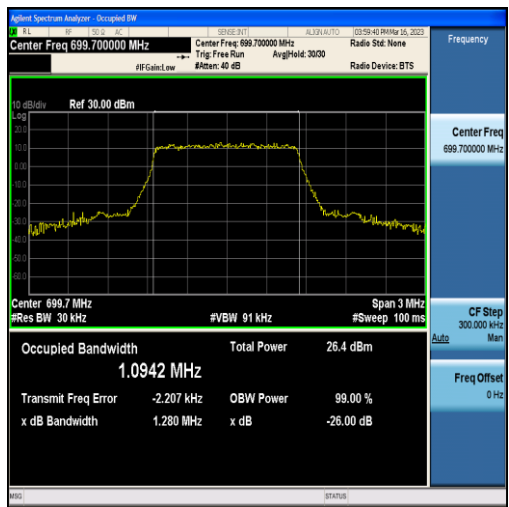 Agilent Spectrum Analyzer - Occupied BW
RL RF 50 Ω AC SENSE:INT ALIGN AUTO 03:59:40 PM Mar 16, 2023
Center Freq 699.700000 MHz
Center Freq: 699.700000 MHz Radio Std: None
Trig: Free Run Avg|Hold: 30/30
#IFGain:Low #Atten: 40 dB Radio Device: BTS
Frequency
10 dB/div Ref 30.00 dBm
Log
20.0
10.0
0.00
-10.0
-20.0
-30.0
-40.0
-50.0
-60.0
Center Freq
699.700000 MHz
Center 699.7 MHz Span 3 MHz
#Res BW 30 kHz #VBW 91 kHz #Sweep 100 ms
CF Step
300.000 kHz
Auto Man
Occupied Bandwidth Total Power 26.4 dBm
1.0942 MHz
Transmit Freq Error -2.207 kHz OBW Power 99.00 %
x dB Bandwidth 1.280 MHz x dB -26.00 dB
Freq Offset
0 Hz
MSG STATUS